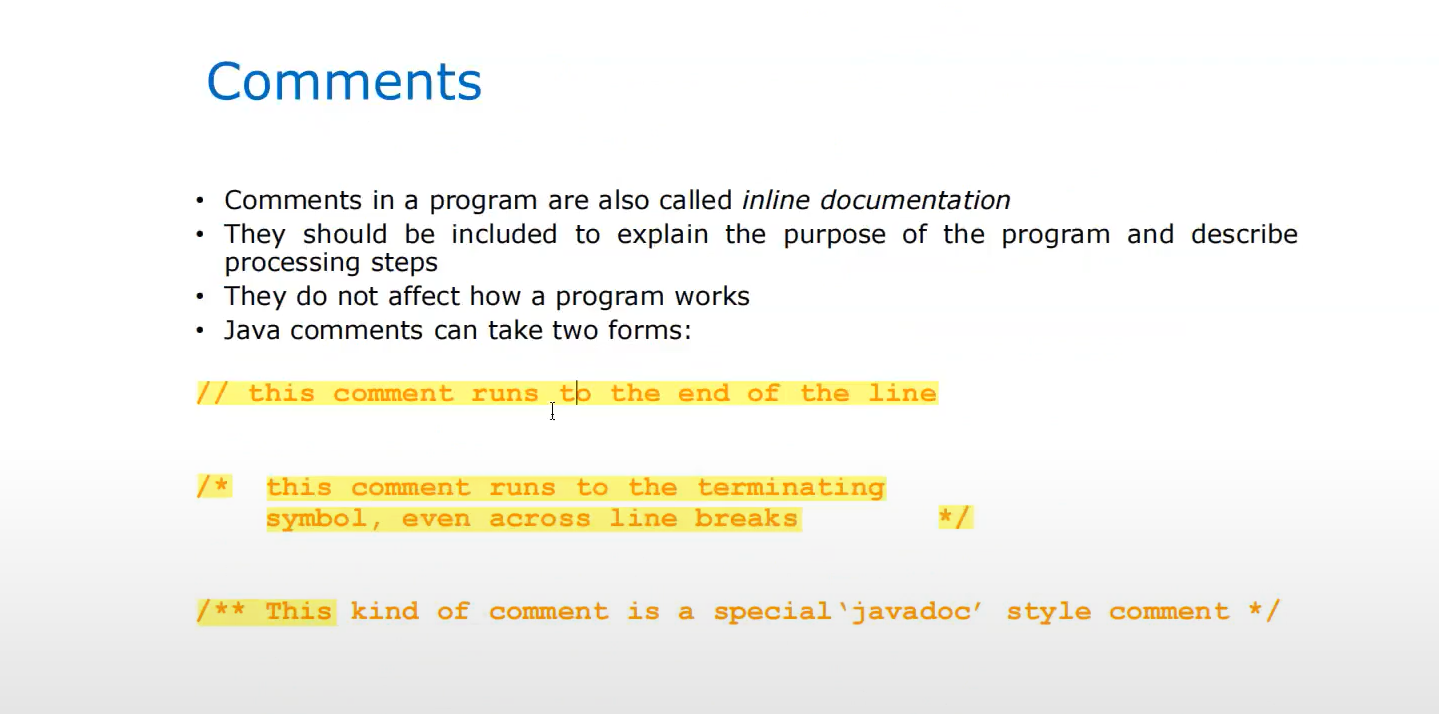 Comments
• Comments in a program are also called inline documentation
• They should be included to explain the purpose of the program and describe
processing steps
• They do not affect how a program works
• Java comments can take two forms:
// this comment runs to the end of the line
/* this comment runs to the terminating
symbol, even across line breaks */
/** This kind of comment is a special ‘javadoc’ style comment */